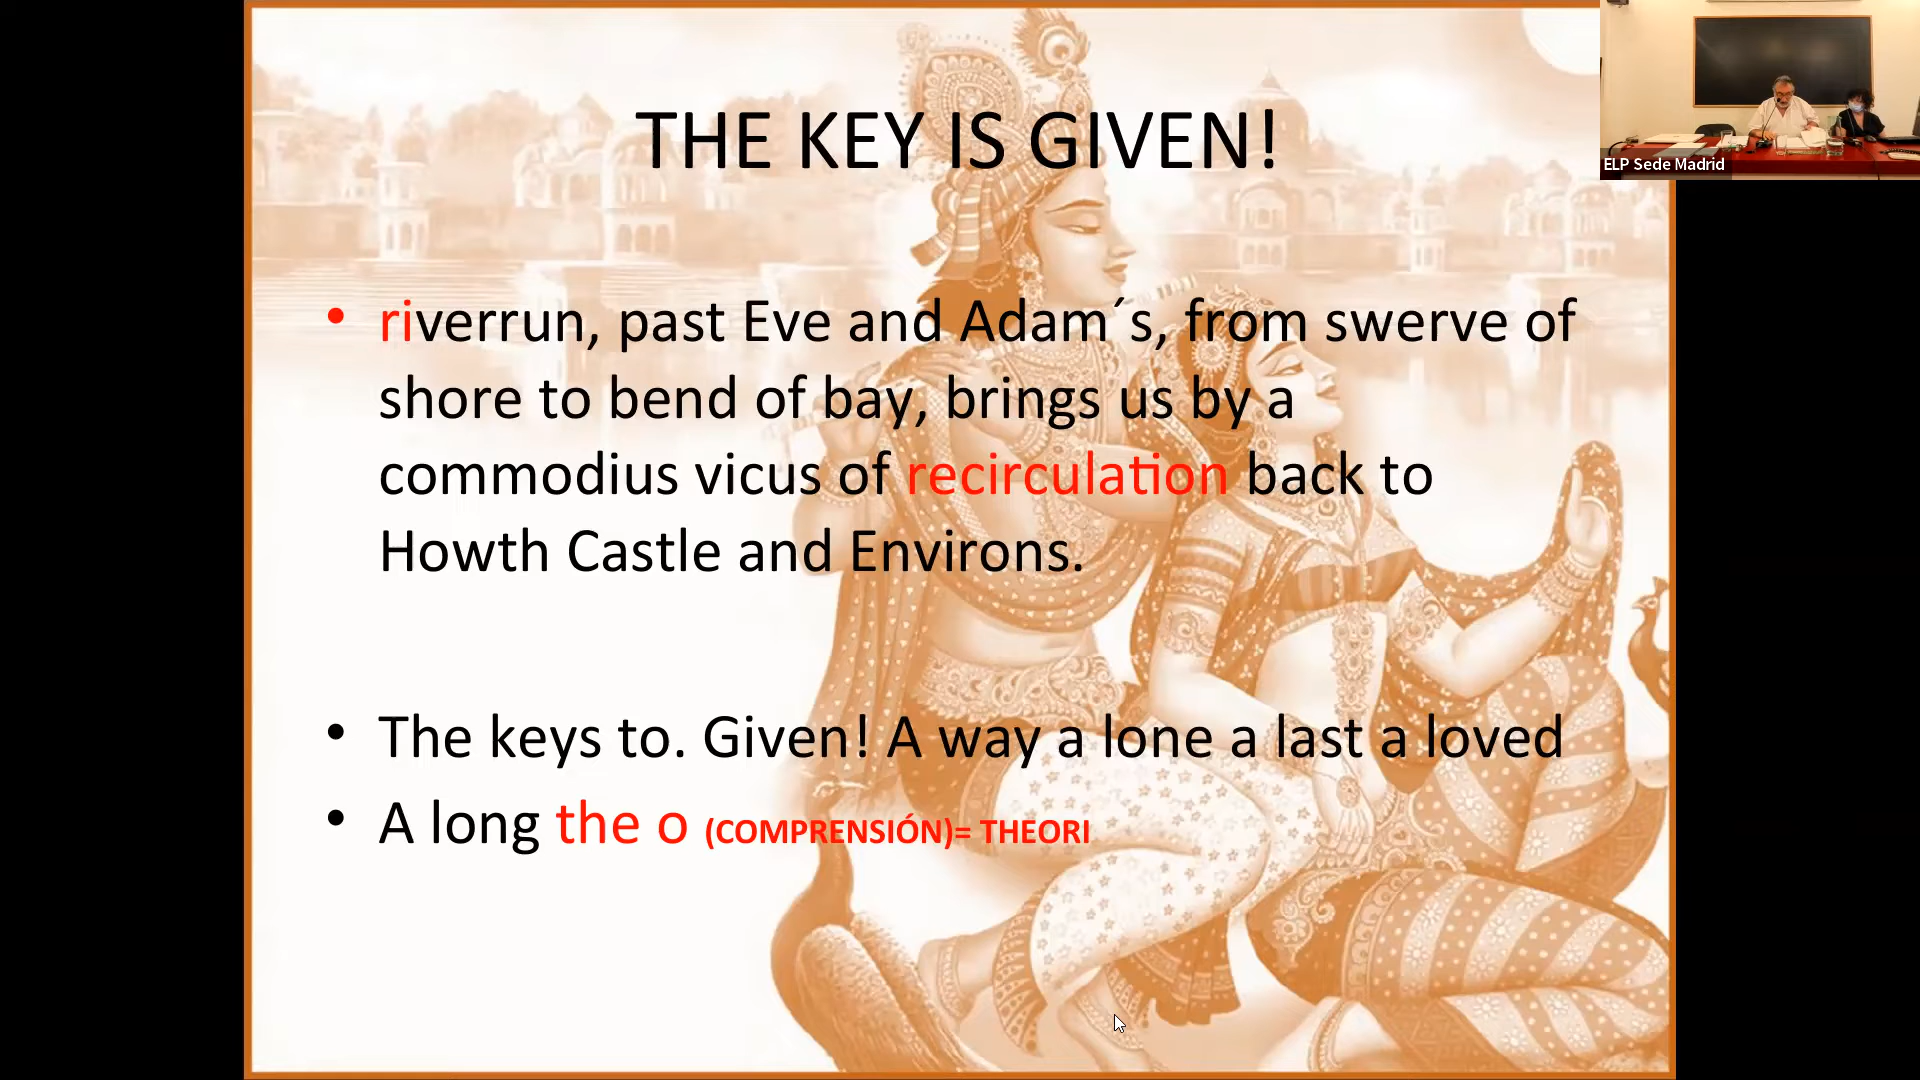 THE KEY IS GIVEN!
ELP Sede Madrid
• riverrun, past Eve and Adam´s, from swerve of
shore to bend of bay, brings us by a
commodius vicus of recirculation back to
Howth Castle and Environs.
• The keys to. Given! A way a lone a last a loved
• A long the o (COMPRENSIÓN)= THEORI